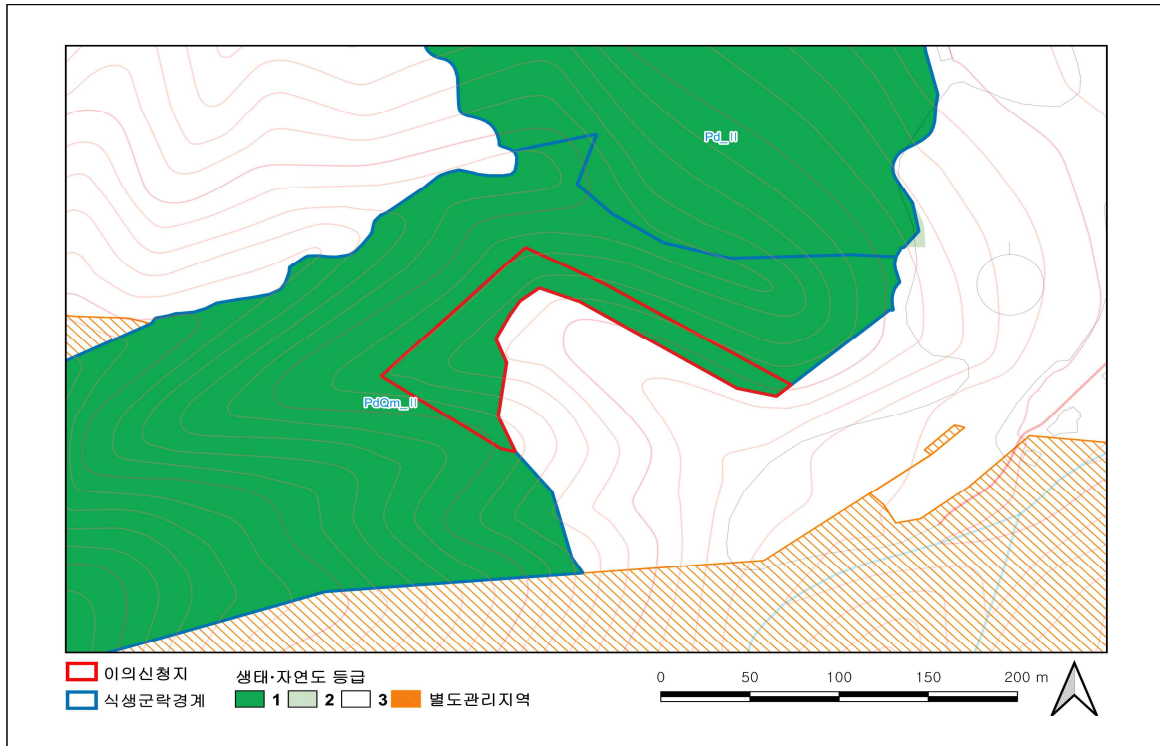 Pd_II
PdQm_II
이의신청지
식생군락경계
생태·자연도 등급
1 2 3 별도관리지역
0 50 100 150 200 m